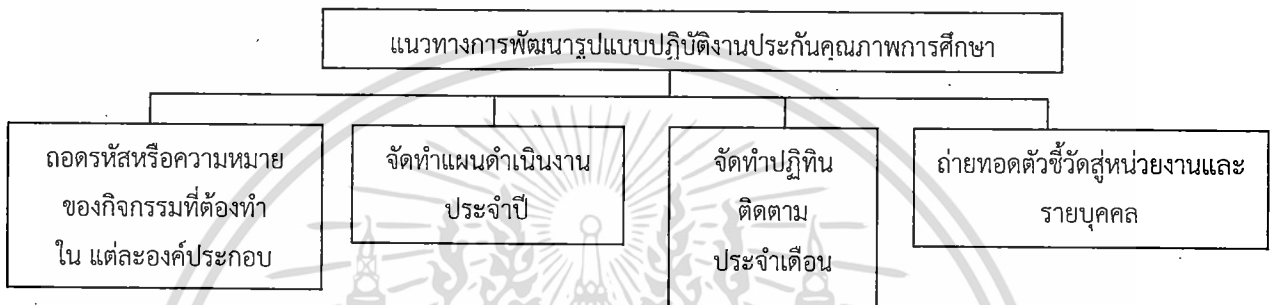 แนวทางการพัฒนารูปแบบปฏิบัติงานประกันคุณภาพการศึกษา
ถอดรหัสหรือความหมาย
ของกิจกรรมที่ต้องทำ
ใน แต่ละองค์ประกอบ
จัดทำแผนดำเนินงาน
ประจำปี
จัดทำปฏิทิน
ติดตาม
ประจำเดือน
ถ่ายทอดตัวชี้วัดสู่หน่วยงานและ
รายบุคคล